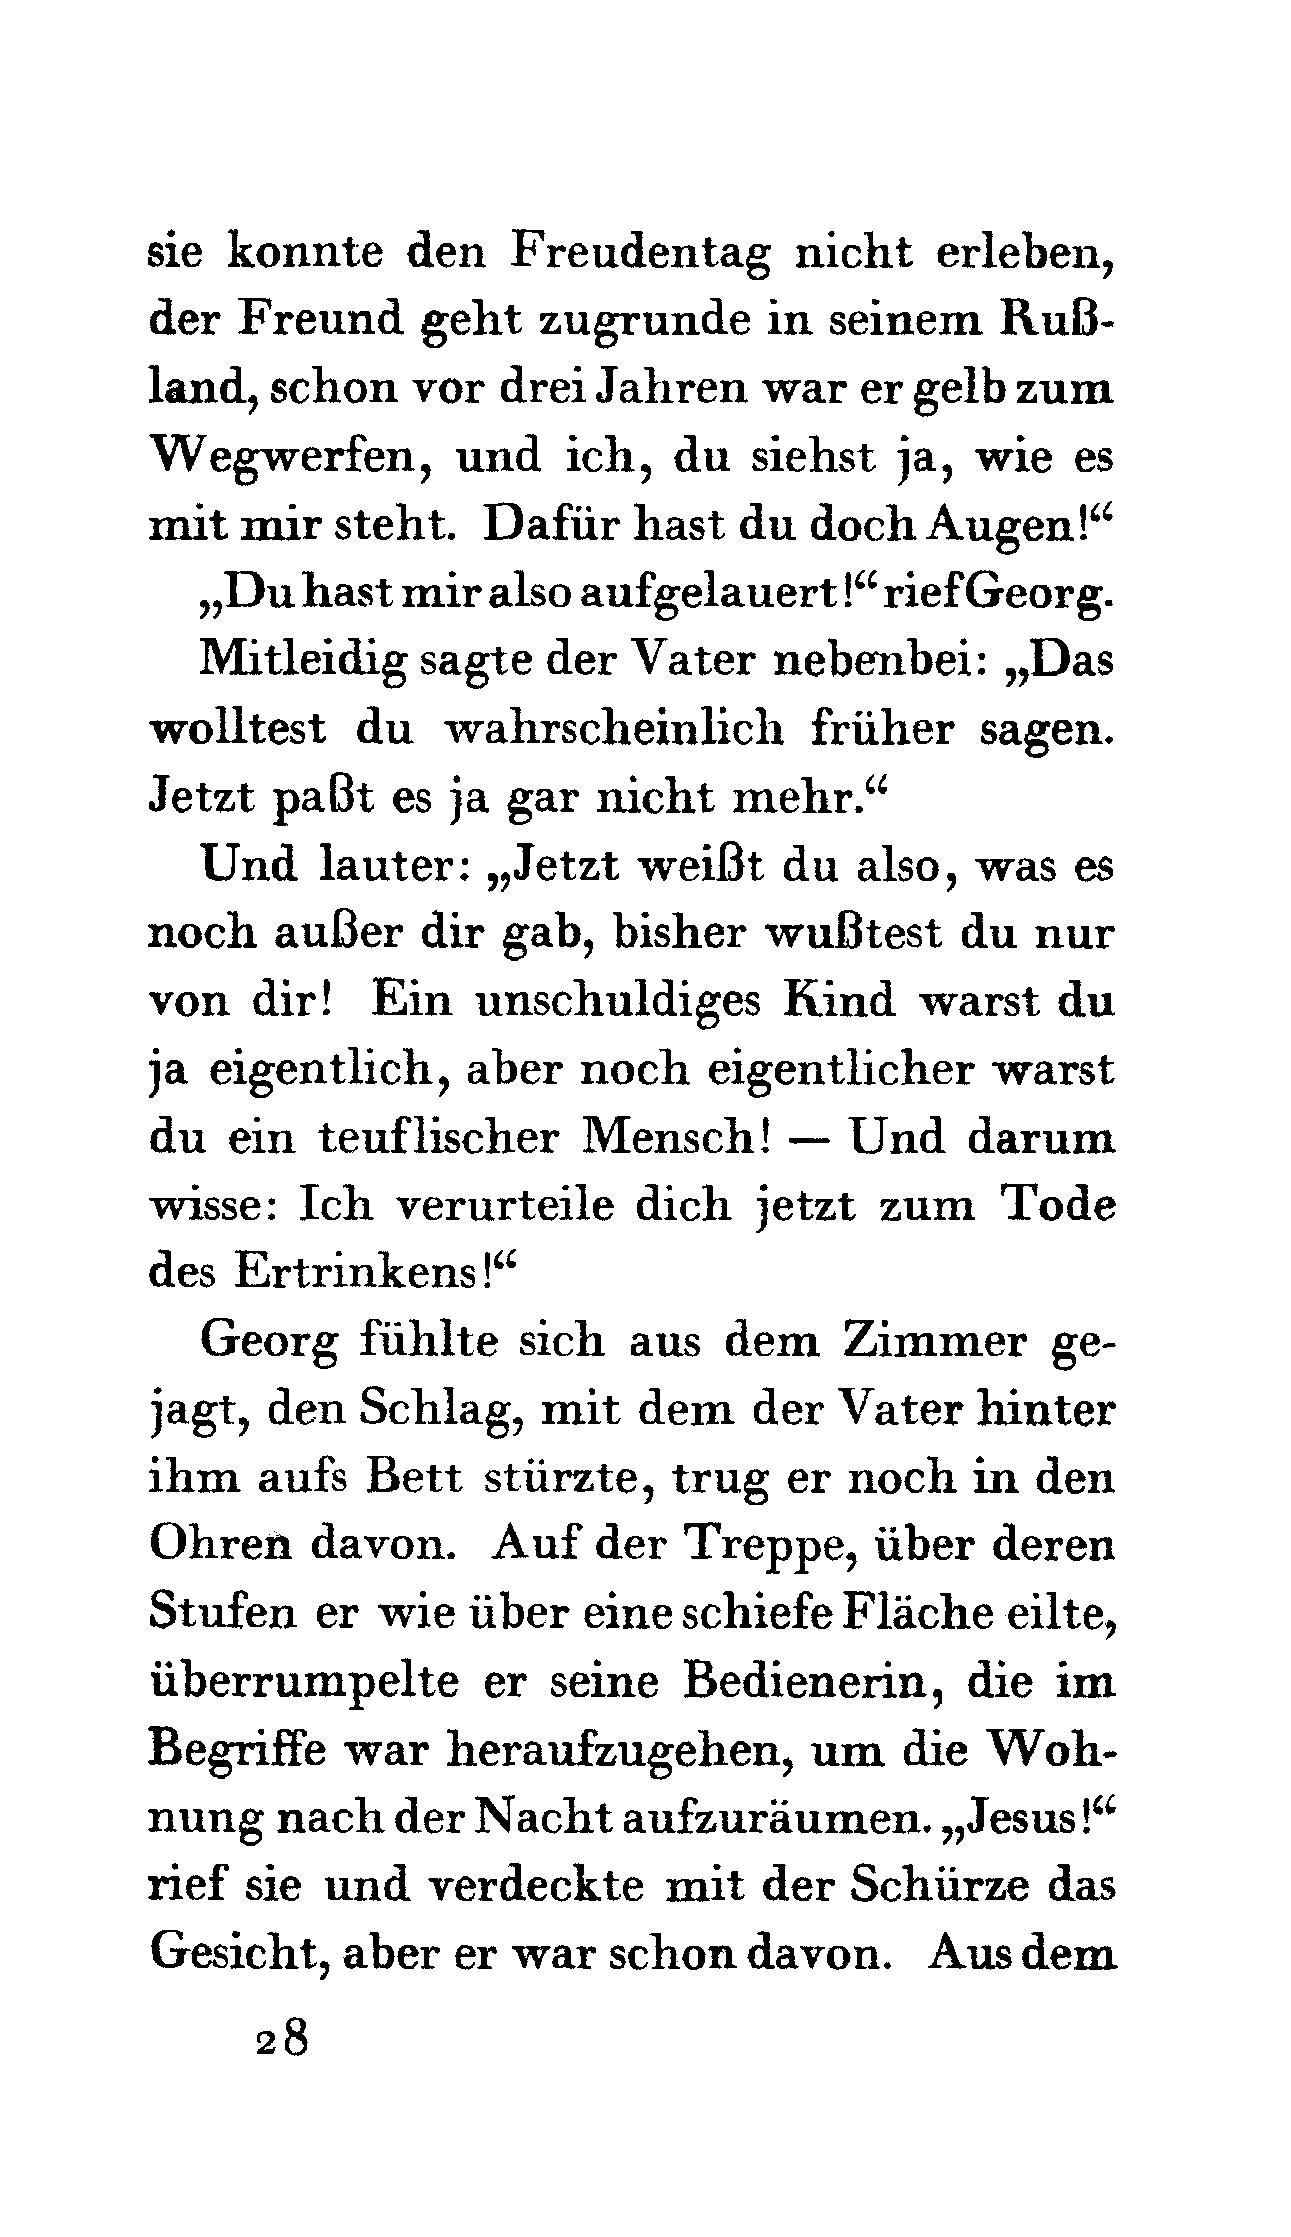 sie konnte den Freudentag nicht erleben,
der Freund geht zugrunde in seinem Ruß-
land, schon vor drei Jahren war er gelb zum
Wegwerfen, und ich, du siehst ja, wie es
mit mir steht. Dafür hast du doch Augen!“
„Du hast mir also aufgelauert!“ rief Georg.
Mitleidig sagte der Vater nebenbei: „Das
wolltest du wahrscheinlich früher sagen.
Jetzt paßt es ja gar nicht mehr.“
Und lauter: „Jetzt weißt du also, was es
noch außer dir gab, bisher wußtest du nur
von dir! Ein unschuldiges Kind warst du
ja eigentlich, aber noch eigentlicher warst
du ein teuflischer Mensch! — Und darum
wisse: Ich verurteile dich jetzt zum Tode
des Ertrinkens!“
Georg fühlte sich aus dem Zimmer ge-
jagt, den Schlag, mit dem der Vater hinter
ihm aufs Bett stürzte, trug er noch in den
Ohren davon. Auf der Treppe, über deren
Stufen er wie über eine schiefe Fläche eilte,
überrumpelte er seine Bedienerin, die im
Begriffe war heraufzugehen, um die Woh-
nung nach der Nacht aufzuräumen. „Jesus!“
rief sie und verdeckte mit der Schürze das
Gesicht, aber er war schon davon. Aus dem
28